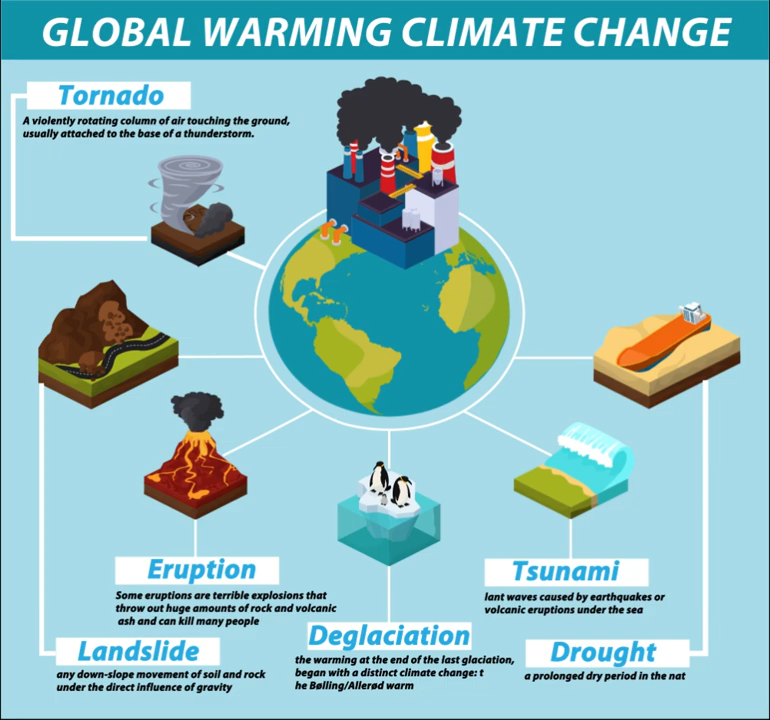 GLOBAL WARMING CLIMATE CHANGE
Tornado
A violently rotating column of air touching the ground,
usually attached to the base of a thunderstorm.
Eruption
Some eruptions are terrible explosions that
throw out huge amounts of rock and volcanic
ash and can kill many people
Tsunami
lant waves caused by earthquakes or
volcanic eruptions under the sea
Landslide
any down-slope movement of soil and rock
under the direct influence of gravity
Deglaciation
the warming at the end of the last glaciation,
began with a distinct climate change: t
he Bølling/Allerød warm
Drought
a prolonged dry period in the nat